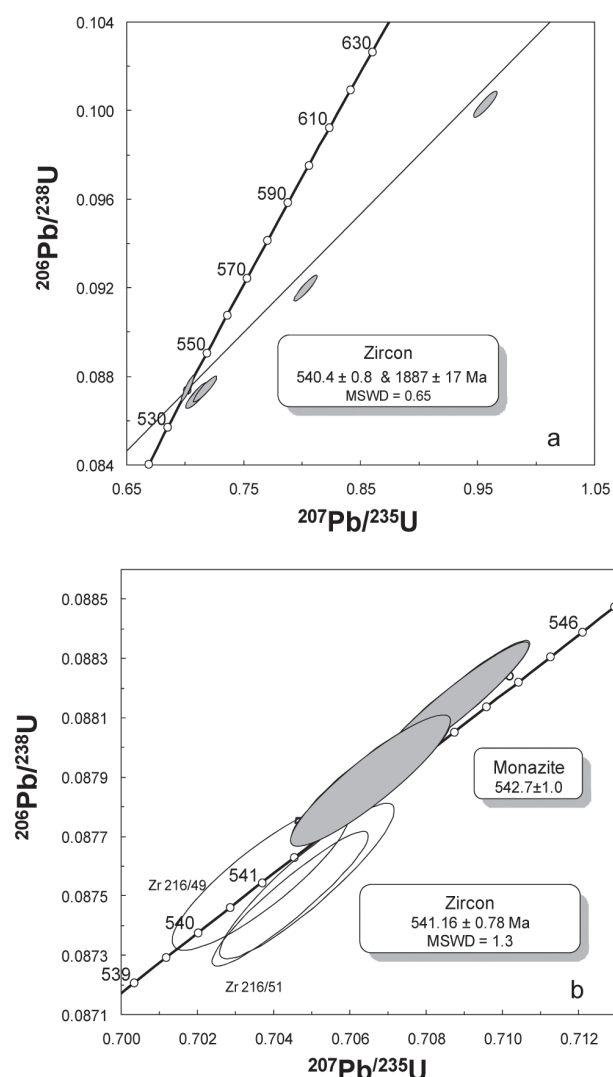 0.104
0.100
0.096
0.092
0.088
0.084
206Pb/238U
630
610
590
570
550
530
Zircon
540.4 ± 0.8 & 1887 ± 17 Ma
MSWD = 0.65
a
0.65
0.75
0.85
0.95
1.05
207Pb/235U
0.0885
0.0883
0.0881
0.0879
0.0877
0.0875
0.0873
0.0871
206Pb/238U
546
Monazite
542.7±1.0
541
Zr 216/49
540
Zircon
541.16 ± 0.78 Ma
MSWD = 1.3
539
Zr 216/51
b
0.700
0.702
0.704
0.706
0.708
0.710
0.712
207Pb/235U